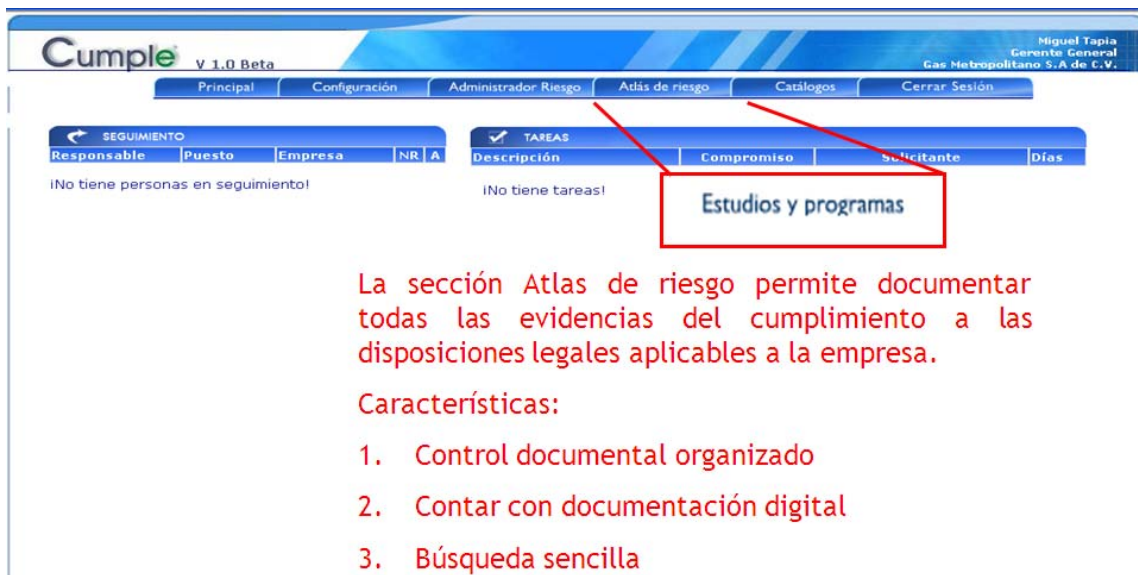 Cumple V 1.0 Beta
Miguel Tapia
Gerente General
Gas Metropolitano S.A de C.V.
Principal Configuración Administrador Riesgo Atlás de riesgo Catálogos Cerrar Sesión
SEGUIMIENTO
Responsable Puesto Empresa NR A
¡No tiene personas en seguimiento!
TAREAS
Descripción Compromiso Solicitante Días
¡No tiene tareas!
Estudios y programas
La sección Atlas de riesgo permite documentar
todas las evidencias del cumplimiento a las
disposiciones legales aplicables a la empresa.
Características:
1. Control documental organizado
2. Contar con documentación digital
3. Búsqueda sencilla